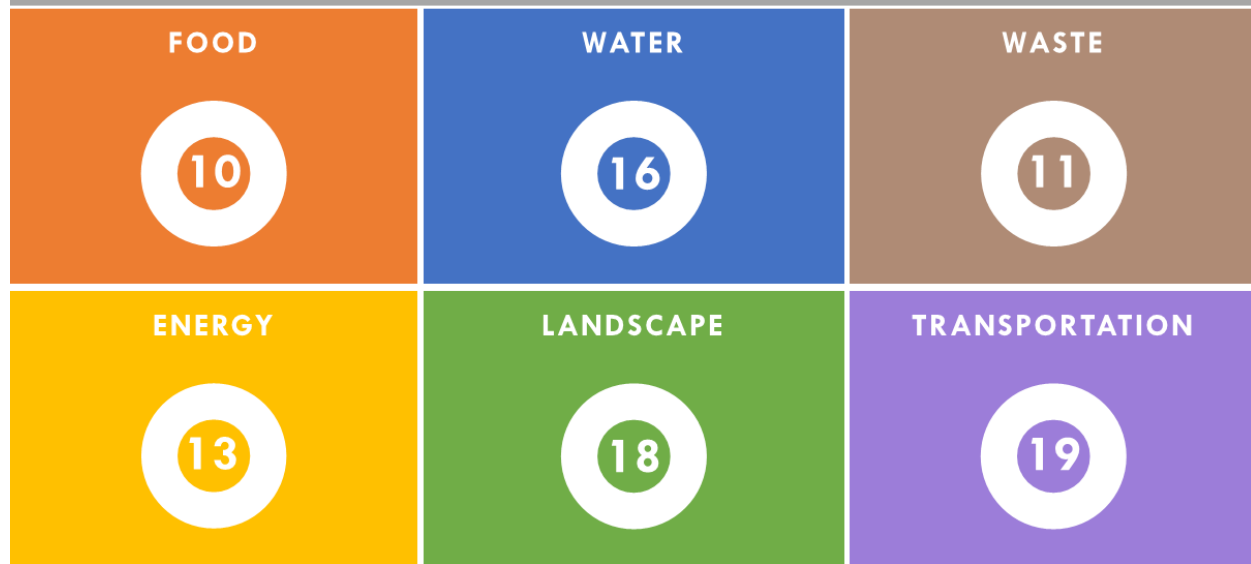 FOOD
WATER
WASTE
10
16
11
ENERGY
LANDSCAPE
TRANSPORTATION
13
18
19